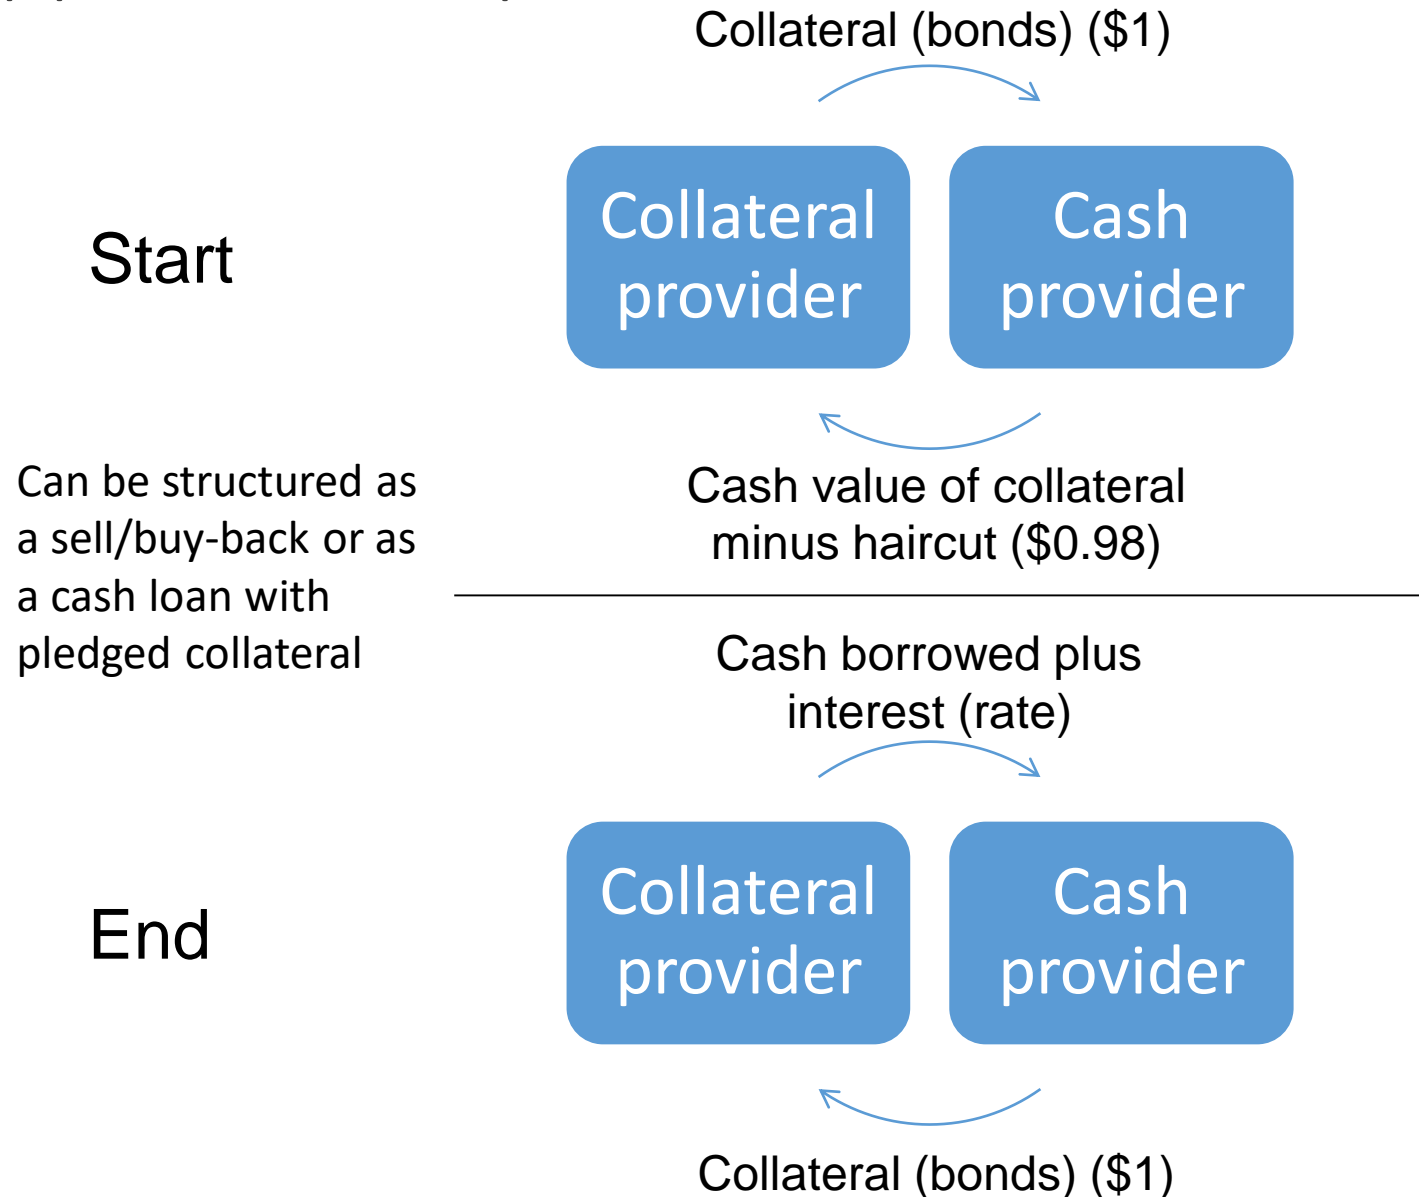 Collateral (bonds) ($1)
Collateral
provider
Cash
provider
Start
Can be structured as
a sell/buy-back or as
a cash loan with
pledged collateral
Cash value of collateral
minus haircut ($0.98)
Cash borrowed plus
interest (rate)
Collateral
provider
Cash
provider
End
Collateral (bonds) ($1)